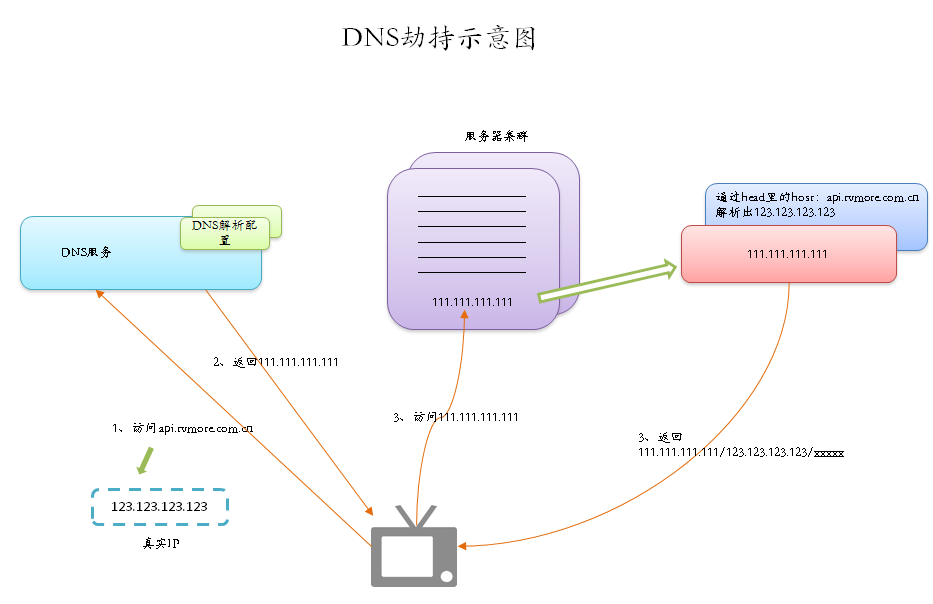 DNS劫持示意图
服务器集群
通过head里的hosr：api.rvmore.com.cn
解析出123.123.123.123
DNS解析配
置
DNS服务
111.111.111.111
111.111.111.111
2、返回111.111.111.111
3、访问111.111.111.111
1、访问api.rvmore.com.cn
3、返回
111.111.111.111/123.123.123.123/xxxxx
123.123.123.123
真实IP